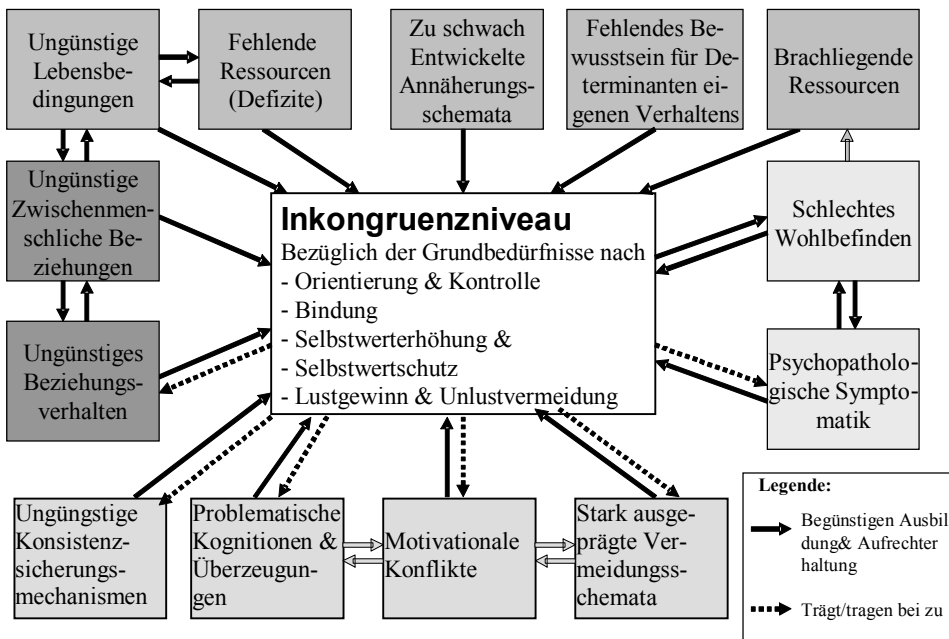 Ungünstige
Lebensbe-
dingungen
Fehlende
Ressourcen
(Defizite)
Zu schwach
Entwickelte
Annäherungs-
schemata
Fehlendes Be-
wusstsein für De-
terminanten ei-
genen Verhaltens
Brachliegende
Ressourcen
Ungünstige
Zwischenmen-
schliche Be-
ziehungen
Inkongruenzniveau
Bezüglich der Grundbedürfnisse nach
- Orientierung & Kontrolle
- Bindung
- Selbstwerterhöhung &
- Selbstwertschutz
- Lustgewinn & Unlustvermeidung
Schlechtes
Wohlbefinden
Ungünstiges
Beziehungs-
verhalten
Psychopatholo-
gische Sympto-
matik
Ungüngstige
Konsistenz-
sicherungs-
mechanismen
Problematische
Kognitionen &
Überzeugun-
gen
Motivationale
Konflikte
Stark ausge-
prägte Ver-
meidungss-
chemata
Legende:
Begünstigen Ausbil
dung& Aufrechter
haltung
Trägt/tragen bei zu